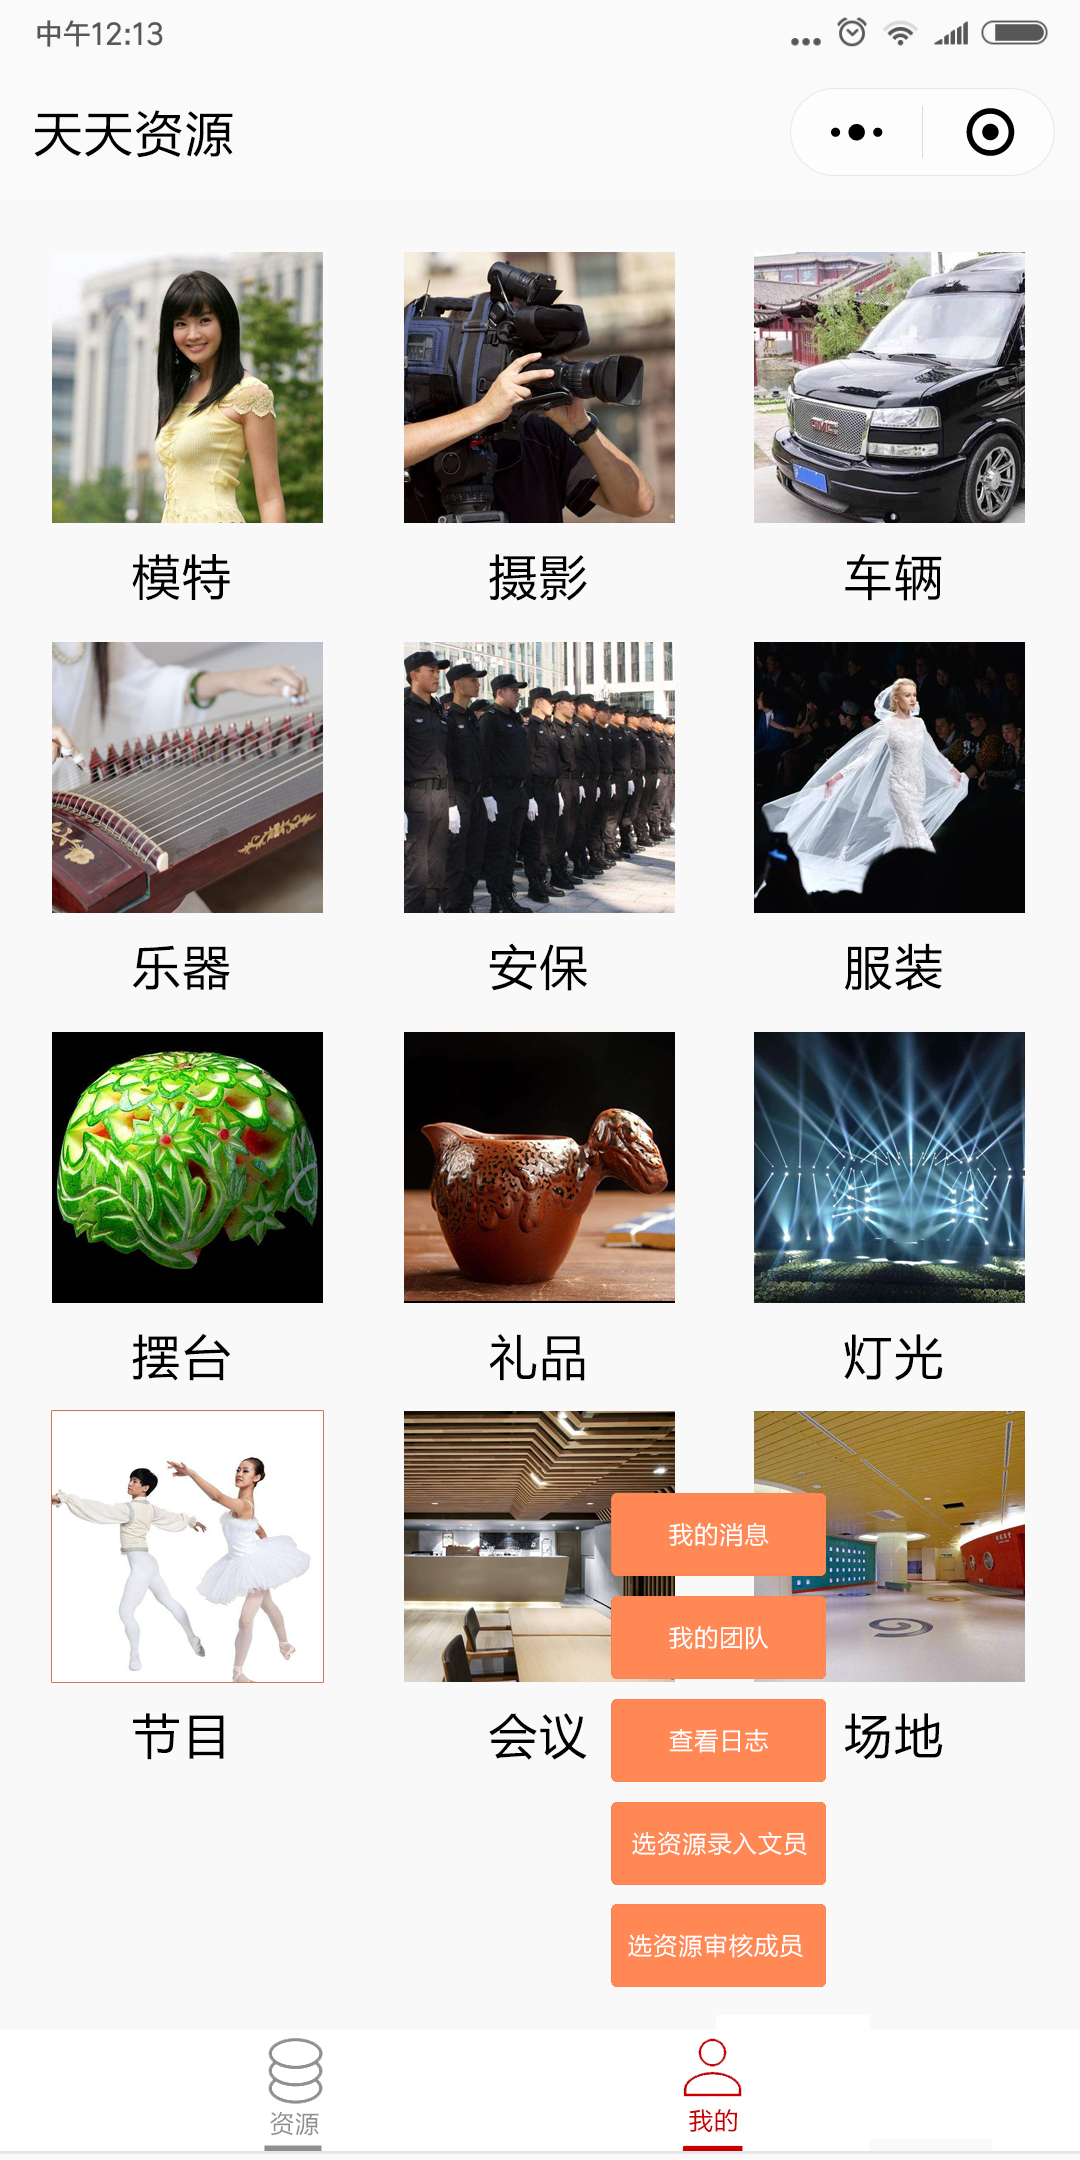 中午12:13
天天资源
模特
摄影
车辆
GMC
乐器
安保
服装
摆台
礼品
灯光
节目
会议
场地
我的消息
我的团队
查看日志
选资源录入文员
选资源审核成员
资源
我的